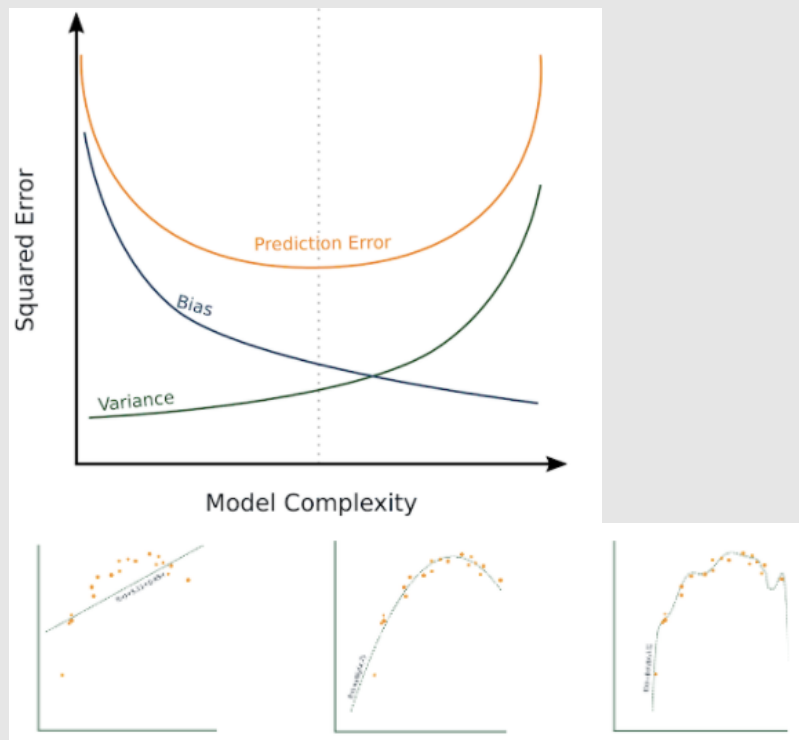 Squared Error
Prediction Error
Bias
Variance
Model Complexity